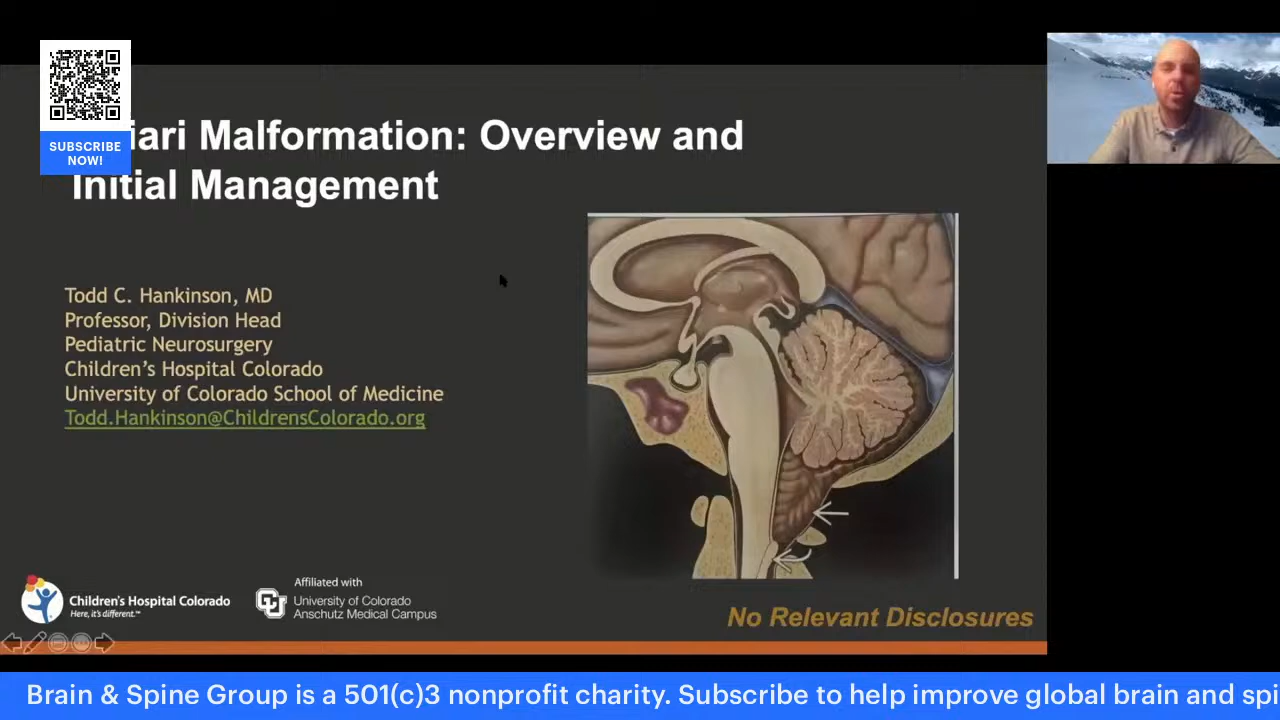 SUBSCRIBE
NOW!
iari Malformation: Overview and
Initial Management
Todd C. Hankinson, MD
Professor, Division Head
Pediatric Neurosurgery
Children's Hospital Colorado
University of Colorado School of Medicine
Todd.Hankinson@ChildrensColorado.org
Children's Hospital Colorado
Here, it's different.™
Affiliated with
CU
University of Colorado
Anschutz Medical Campus
No Relevant Disclosures
Brain & Spine Group is a 501(c)3 nonprofit charity. Subscribe to help improve global brain and spi